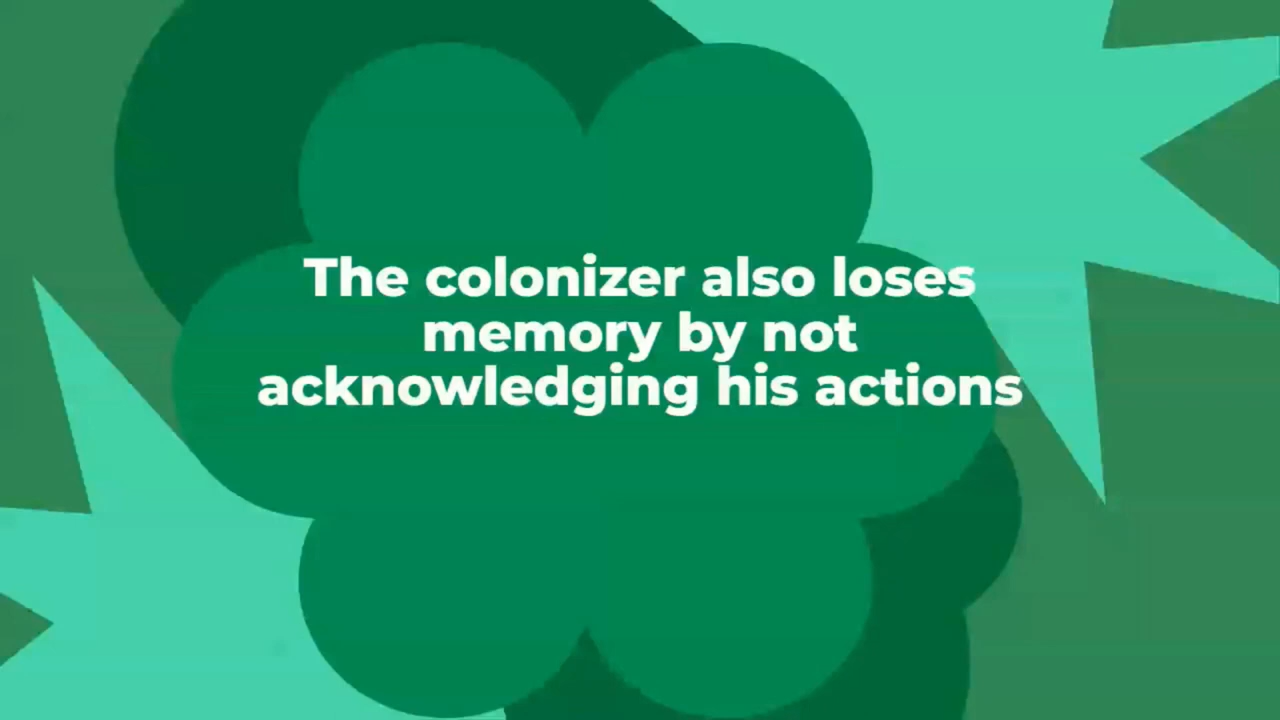 The colonizer also loses
memory by not
acknowledging his actions